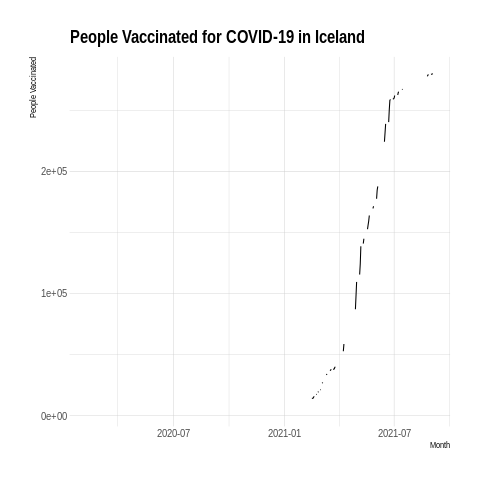 People Vaccinated for COVID-19 in Iceland
People Vaccinated
2e+05
1e+05
0e+00
2020-07 2021-01 2021-07
Month